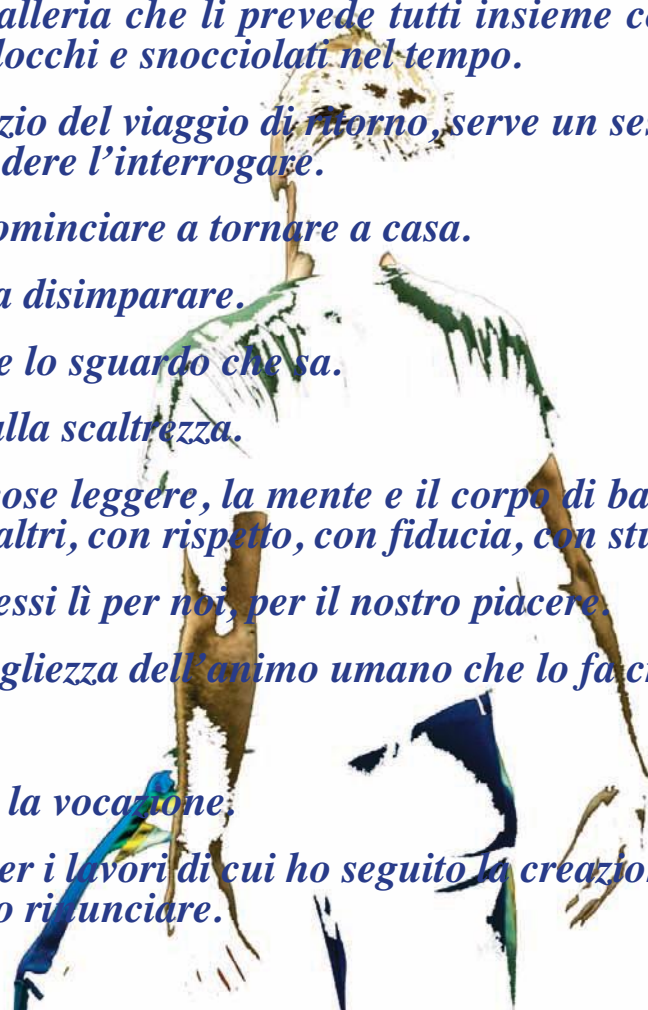 alleria che li prevede tutti insieme co
locchi e snocciolati nel tempo.
zio del viaggio di ritorno, serve un se
dere l’interrogare.
ominciare a tornare a casa.
a disimparare.
e lo sguardo che sa.
alla scaltrezza.
ose leggere, la mente e il corpo di ba
altri, con rispetto, con fiducia, con stu
essi lì per noi, per il nostro piacere.
gliezza dell’animo umano che lo fa c
la vocazione.
er i lavori di cui ho seguito la creazio
o rinunciare.